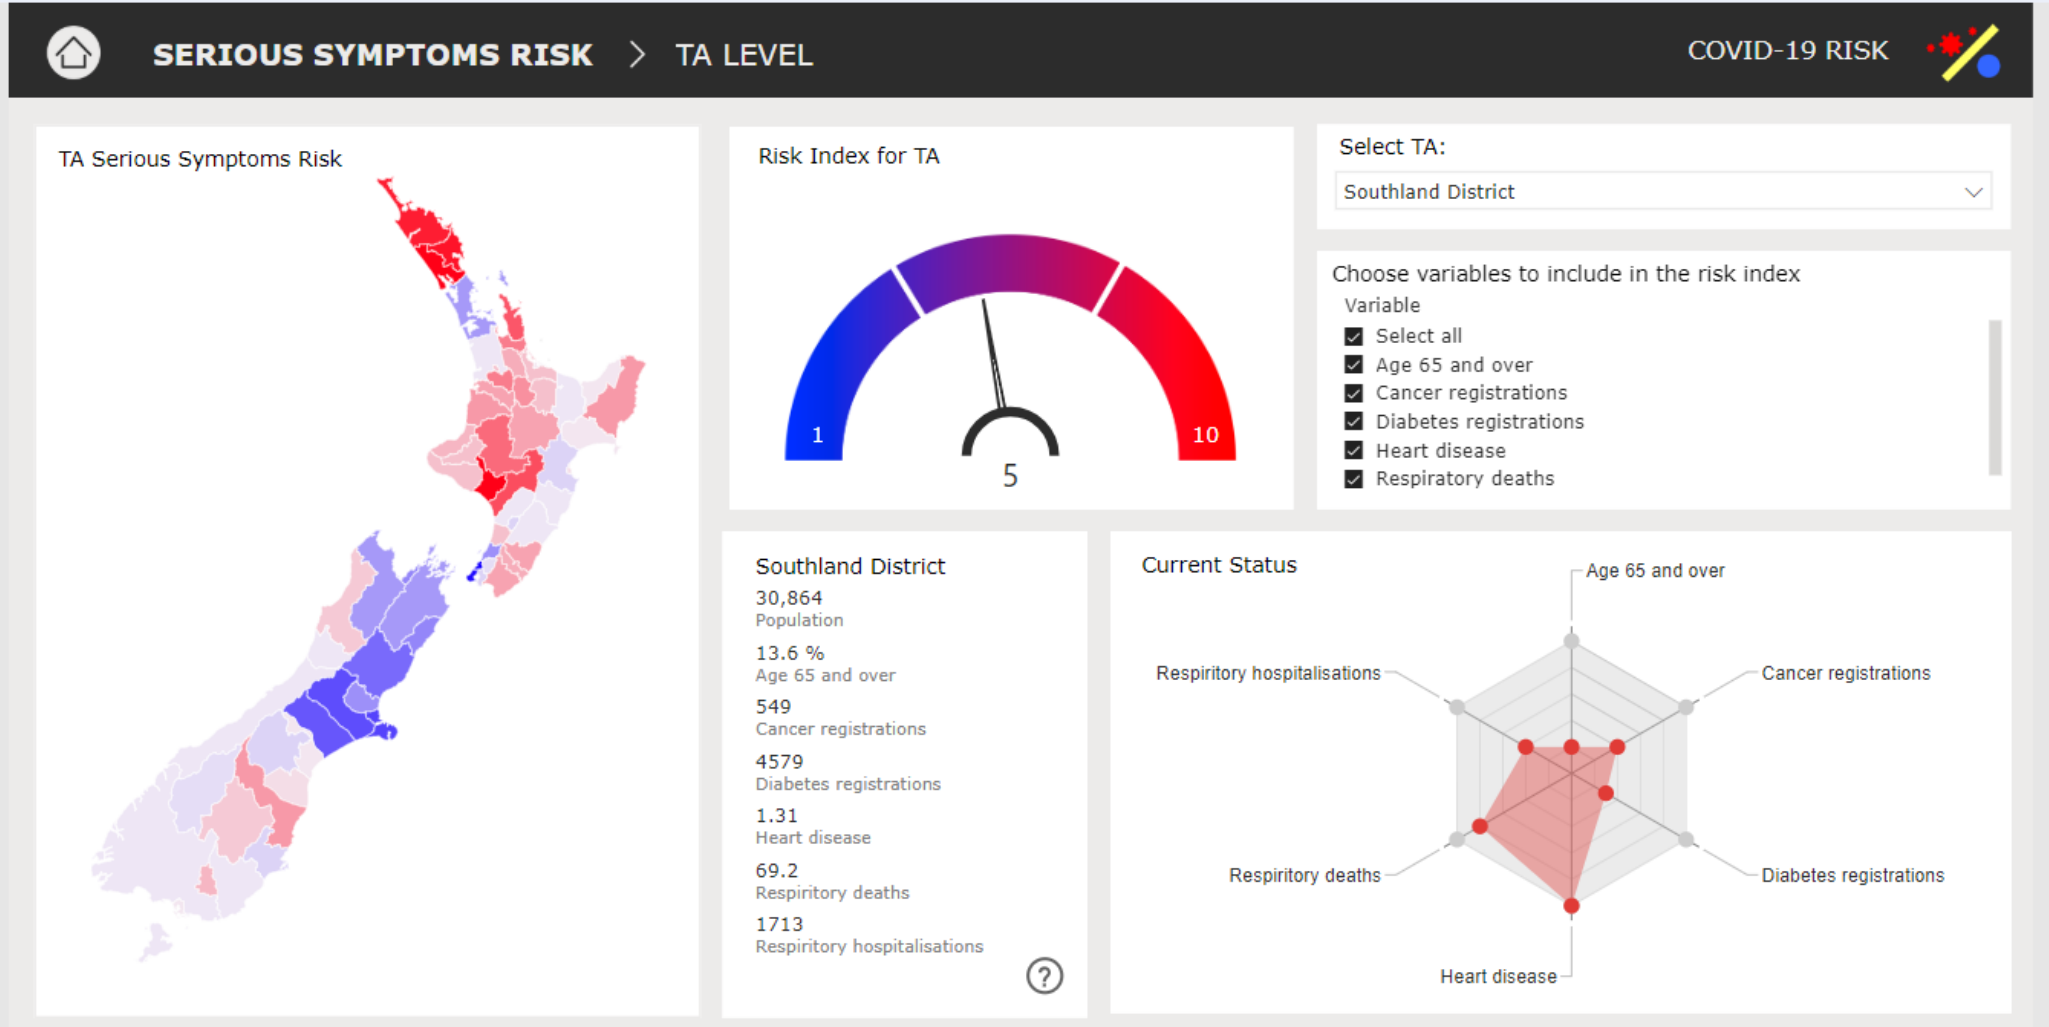 SERIOUS SYMPTOMS RISK > TA LEVEL
COVID-19 RISK
TA Serious Symptoms Risk
Risk Index for TA
1
10
5
Select TA:
Southland District
Choose variables to include in the risk index
Variable
Select all
Age 65 and over
Cancer registrations
Diabetes registrations
Heart disease
Respiratory deaths
Southland District
30,864
Population
13.6 %
Age 65 and over
549
Cancer registrations
4579
Diabetes registrations
1.31
Heart disease
69.2
Respiritory deaths
1713
Respiritory hospitalisations
?
Current Status
Age 65 and over
Respiritory hospitalisations
Cancer registrations
Respiritory deaths
Diabetes registrations
Heart disease